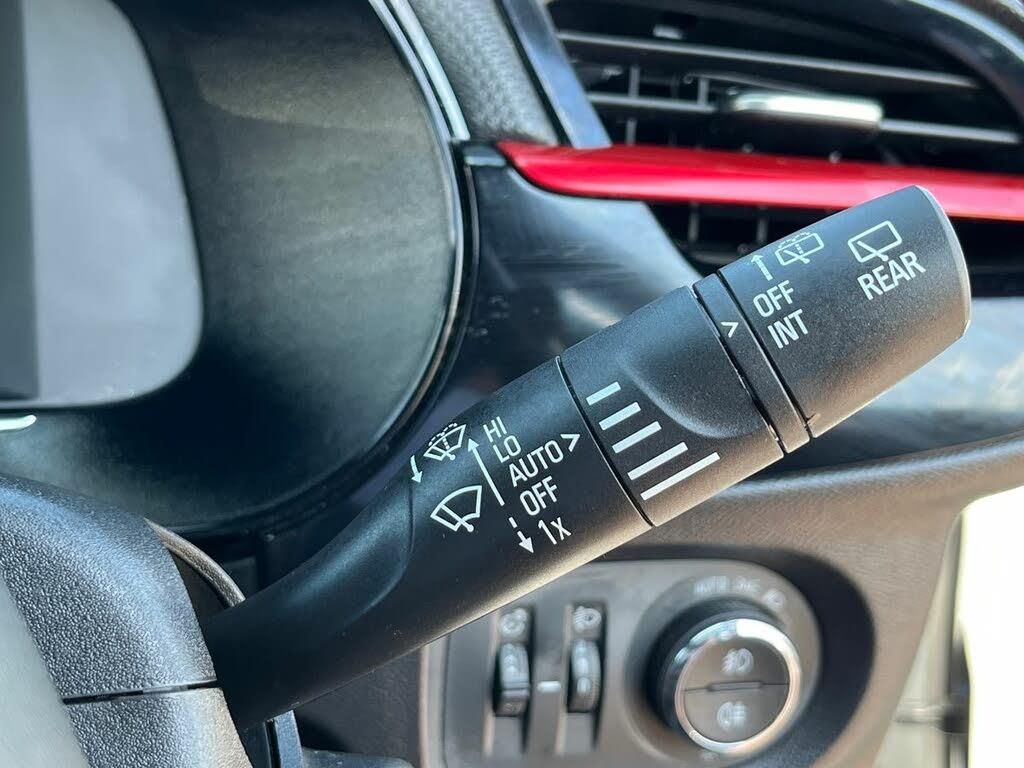 HI
LO
AUTO >
OFF
1x
>
OFF
INT
REAR